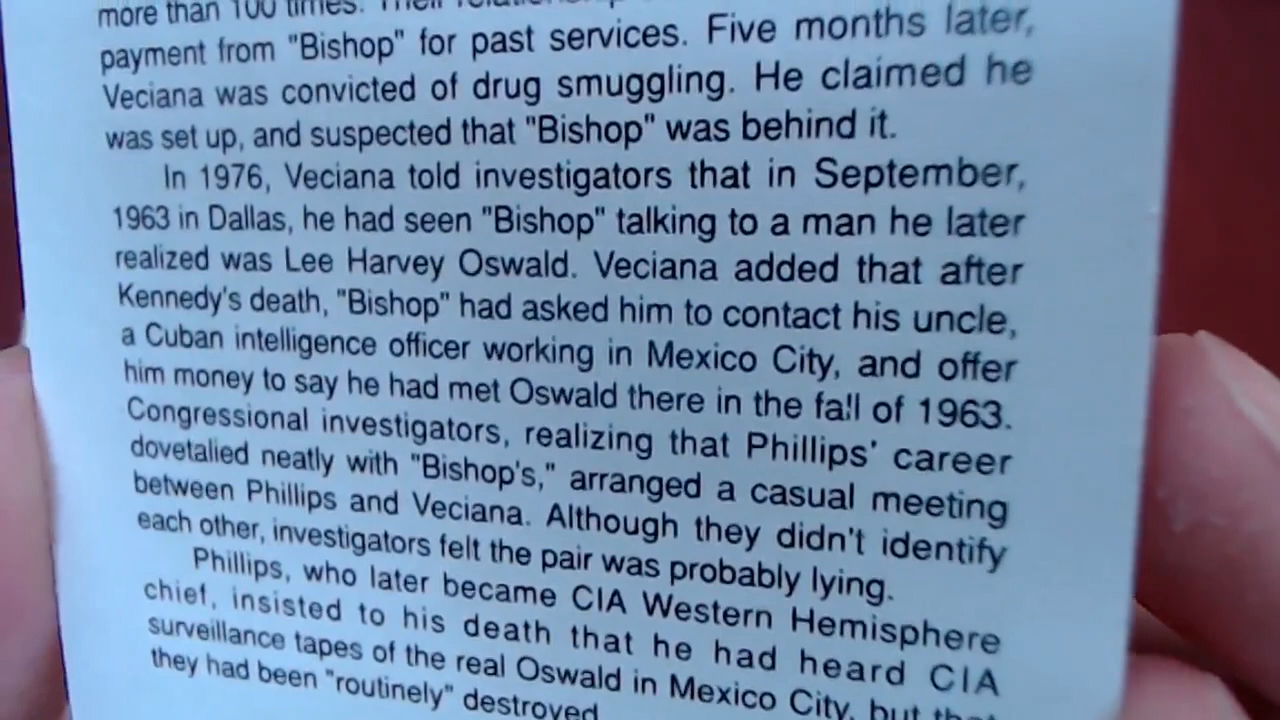 more than 100 times. Their
payment from "Bishop" for past services. Five months later,
Veciana was convicted of drug smuggling. He claimed he
was set up, and suspected that "Bishop" was behind it.
In 1976, Veciana told investigators that in September,
1963 in Dallas, he had seen "Bishop" talking to a man he later
realized was Lee Harvey Oswald. Veciana added that after
Kennedy's death, "Bishop" had asked him to contact his uncle,
a Cuban intelligence officer working in Mexico City, and offer
him money to say he had met Oswald there in the fall of 1963.
Congressional investigators, realizing that Phillips' career
dovetailed neatly with "Bishop's," arranged a casual meeting
between Phillips and Veciana. Although they didn't identify
each other, investigators felt the pair was probably lying.
Phillips, who later became CIA Western Hemisphere
chief, insisted to his death that he had heard CIA
surveillance tapes of the real Oswald in Mexico City, but that
they had been "routinely" destroyed